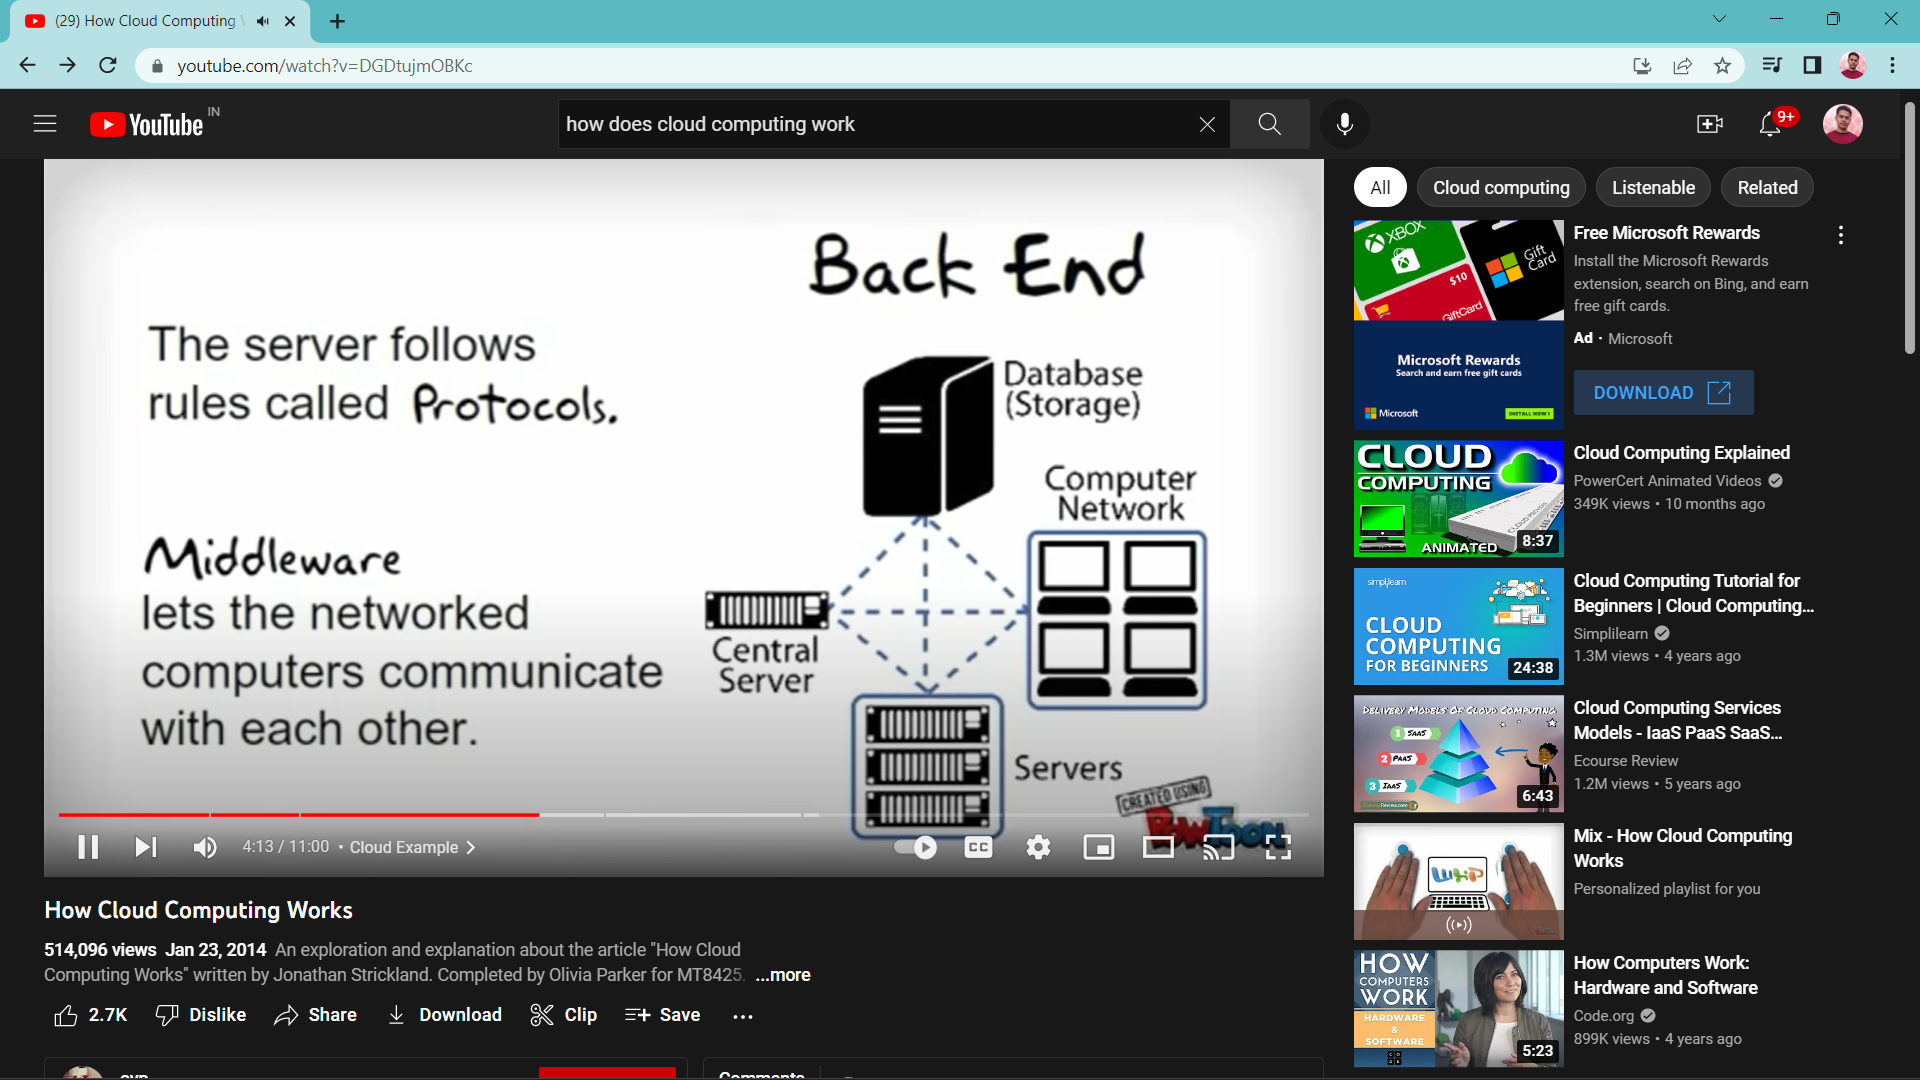 (29) How Cloud Computing
youtube.com/watch?v=DGDtujmOBKc
YouTube IN
how does cloud computing work
9+
Back End
The server follows
rules called Protocols.
Database
(Storage)
Computer
Network
Middleware
lets the networked
computers communicate
with each other.
Central
Server
Servers
CREATED USING
PowToon
4:13 / 11:00 • Cloud Example
CC
How Cloud Computing Works
514,096 views Jan 23, 2014 An exploration and explanation about the article "How Cloud
Computing Works" written by Jonathan Strickland. Completed by Olivia Parker for MT8425. ...more
2.7K Dislike Share Download Clip Save
Comments
All Cloud computing Listenable Related
XBOX
$10
GiftCard
Gift
Card
Microsoft Rewards
Search and earn free gift cards
Microsoft
INSTALL NOW
Free Microsoft Rewards
Install the Microsoft Rewards
extension, search on Bing, and earn
free gift cards.
Ad • Microsoft
DOWNLOAD
CLOUD
COMPUTING
ANIMATED
8:37
Cloud Computing Explained
PowerCert Animated Videos
349K views • 10 months ago
simplilearn
CLOUD
COMPUTING
FOR BEGINNERS
24:38
Cloud Computing Tutorial for
Beginners | Cloud Computing...
Simplilearn
1.3M views • 4 years ago
DELIVERY MODELS OF CLOUD COMPUTING
1 SAAS
2 PAAS
3 IAAS
6:43
Cloud Computing Services
Models - IaaS PaaS SaaS...
Ecourse Review
1.2M views • 5 years ago
Mix - How Cloud Computing
Works
Personalized playlist for you
HOW
COMPUTERS
WORK
HARDWARE
&
SOFTWARE
CODE
5:23
How Computers Work:
Hardware and Software
Code.org
899K views • 4 years ago